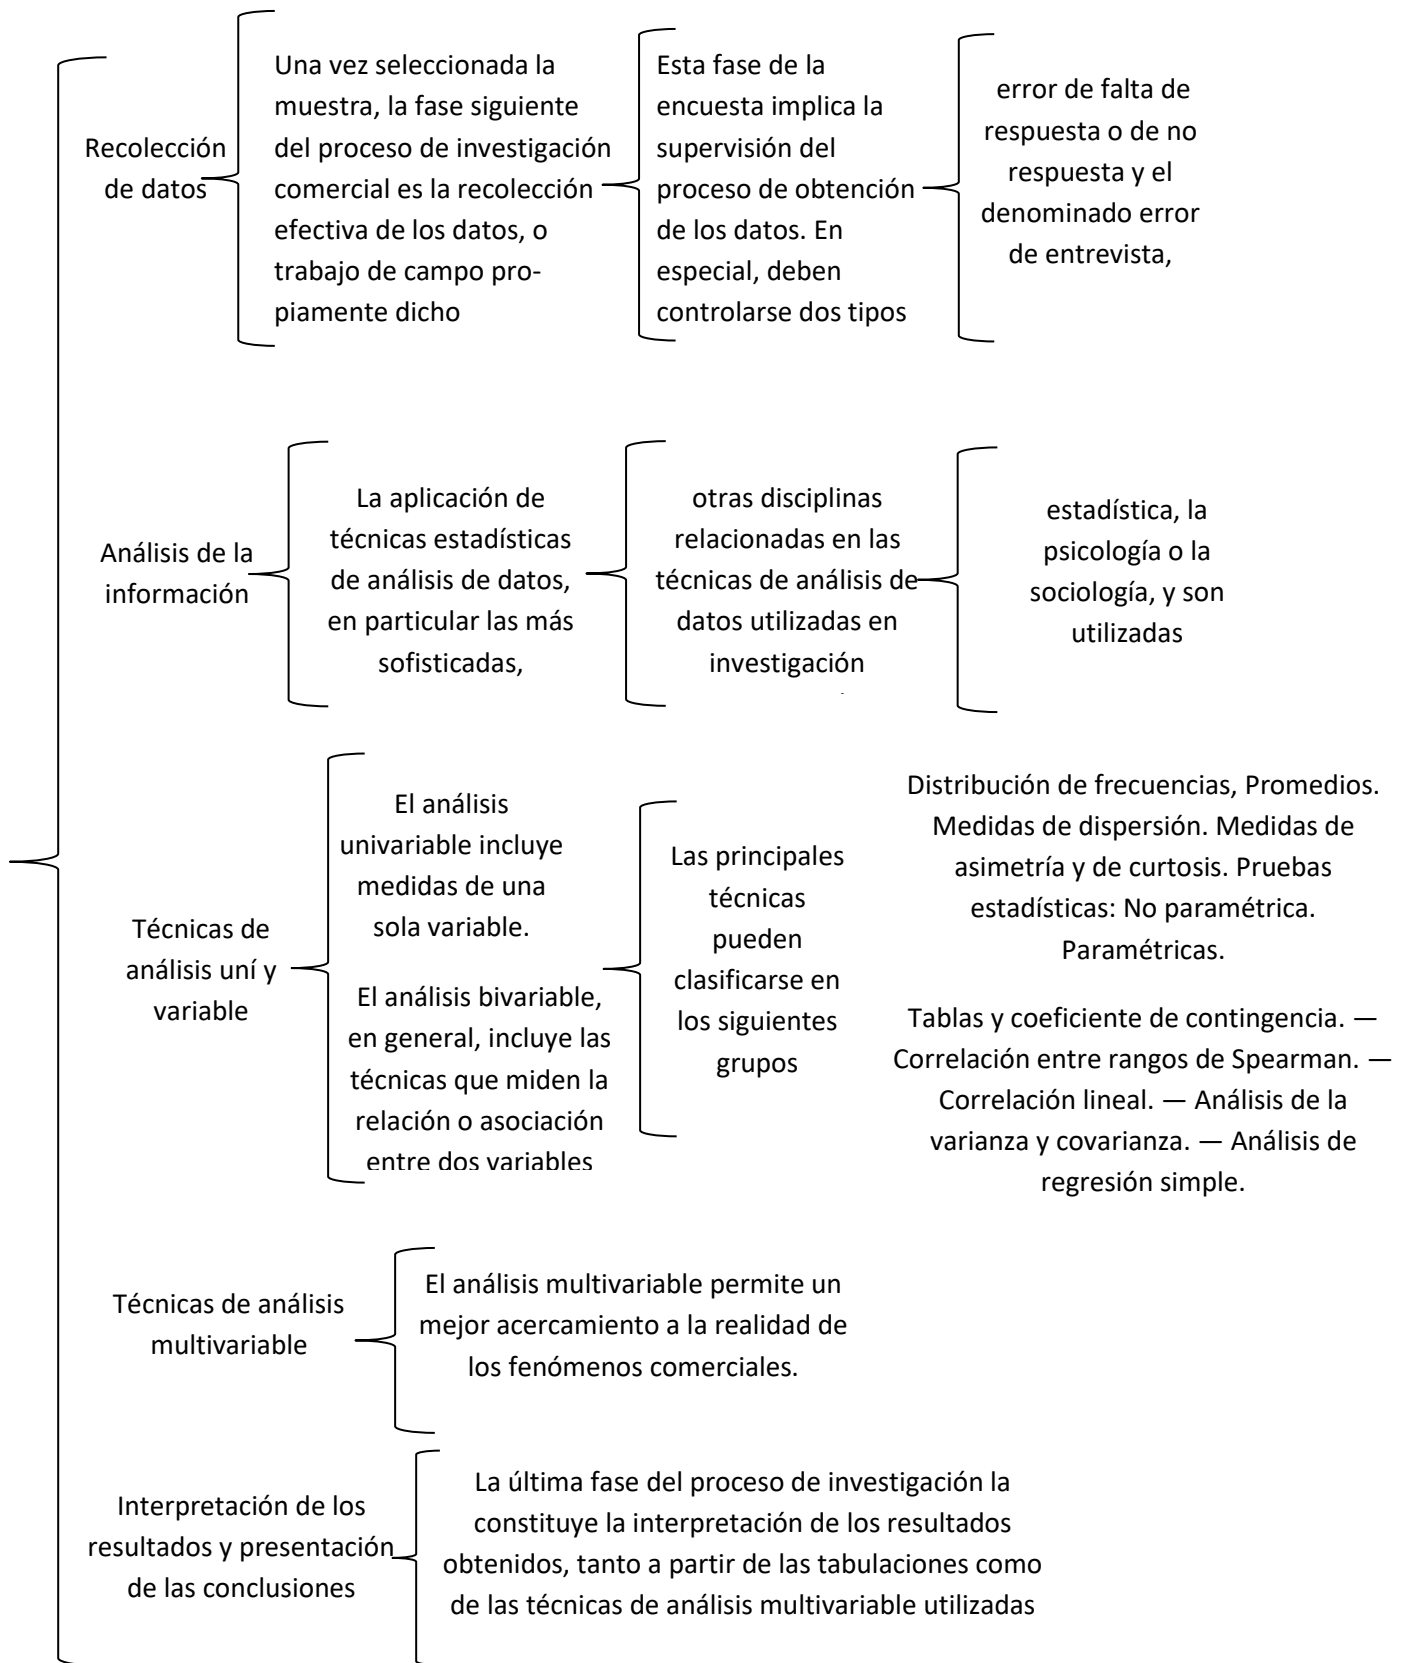 Recolección
de datos
Una vez seleccionada la
muestra, la fase siguiente
del proceso de investigación
comercial es la recolección
efectiva de los datos, o
trabajo de campo pro-
piamente dicho
Esta fase de la
encuesta implica la
supervisión del
proceso de obtención
de los datos. En
especial, deben
controlarse dos tipos
error de falta de
respuesta o de no
respuesta y el
denominado error
de entrevista,
Análisis de la
información
La aplicación de
técnicas estadísticas
de análisis de datos,
en particular las más
sofisticadas,
otras disciplinas
relacionadas en las
técnicas de análisis de
datos utilizadas en
investigación
estadística, la
psicología o la
sociología, y son
utilizadas
Técnicas de
análisis uní y
variable
El análisis
univariable incluye
medidas de una
sola variable.
El análisis bivariable,
en general, incluye las
técnicas que miden la
relación o asociación
entre dos variables
Las principales
técnicas
pueden
clasificarse en
los siguientes
grupos
Distribución de frecuencias, Promedios.
Medidas de dispersión. Medidas de
asimetría y de curtosis. Pruebas
estadísticas: No paramétrica.
Paramétricas.
Tablas y coeficiente de contingencia. —
Correlación entre rangos de Spearman. —
Correlación lineal. — Análisis de la
varianza y covarianza. — Análisis de
regresión simple.
Técnicas de análisis
multivariable
El análisis multivariable permite un
mejor acercamiento a la realidad de
los fenómenos comerciales.
Interpretación de los
resultados y presentación
de las conclusiones
La última fase del proceso de investigación la
constituye la interpretación de los resultados
obtenidos, tanto a partir de las tabulaciones como
de las técnicas de análisis multivariable utilizadas